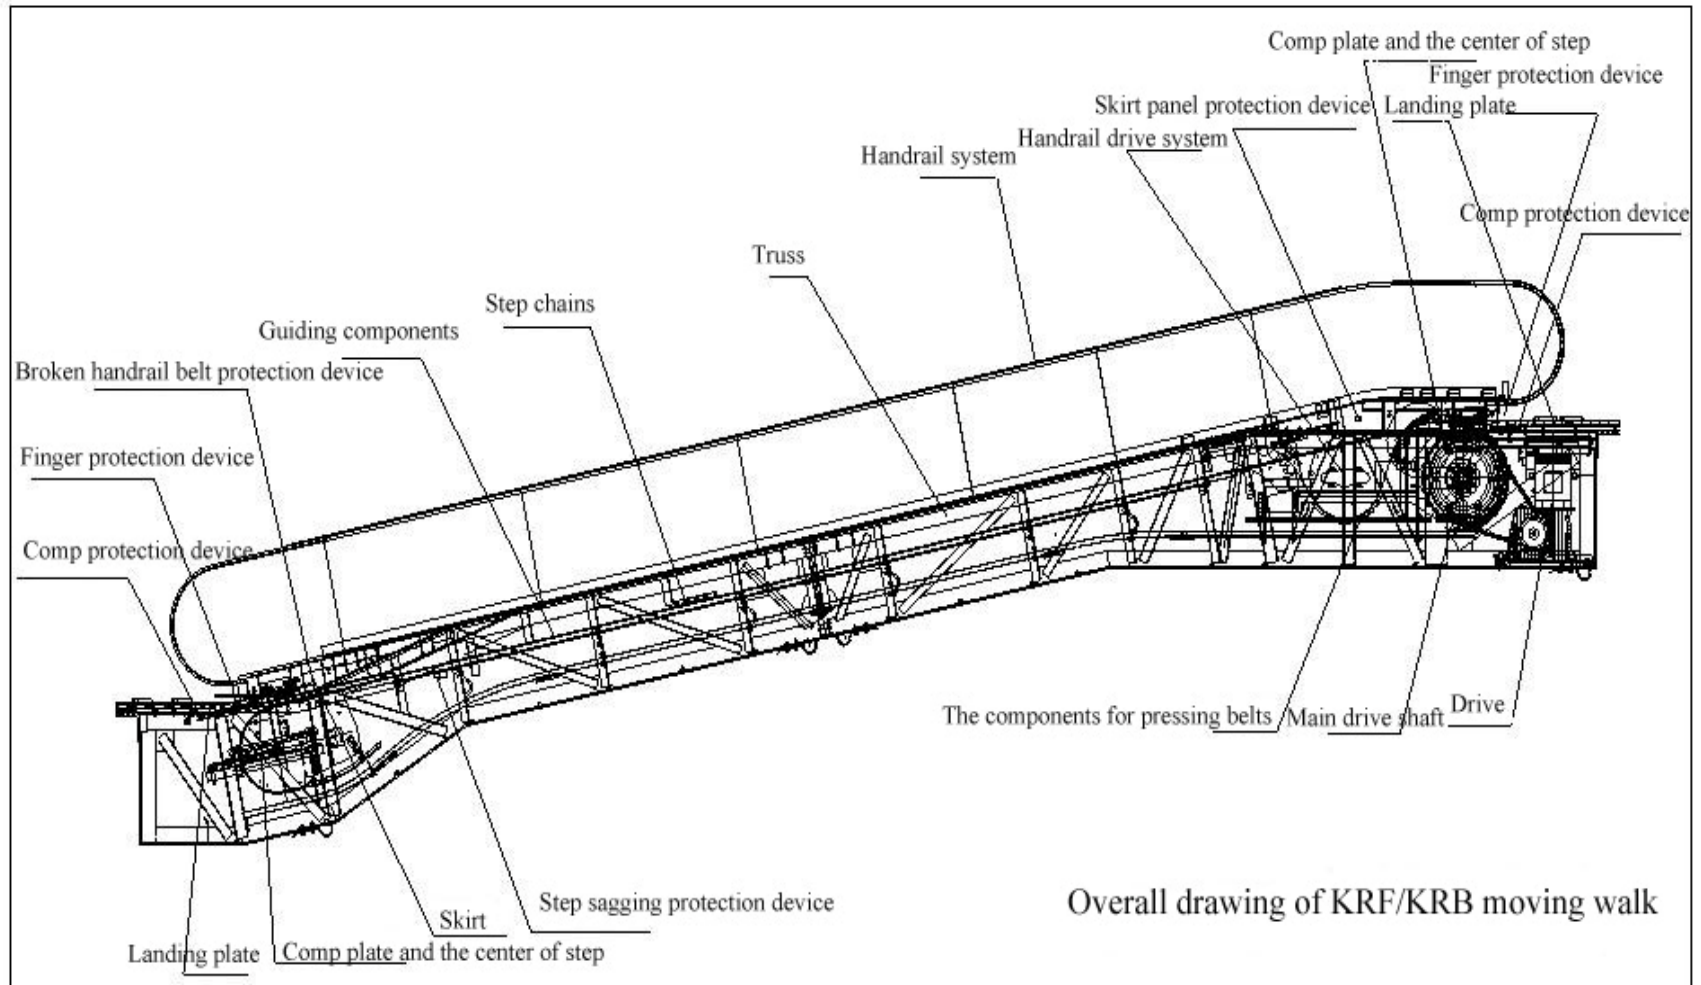 Comp plate and the center of step
Finger protection device
Skirt panel protection device
Landing plate
Handrail drive system
Handrail system
Comp protection device
Truss
Step chains
Guiding components
Broken handrail belt protection device
Finger protection device
Comp protection device
The components for pressing belts
Main drive shaft
Drive
Step sagging protection device
Skirt
Landing plate
Comp plate and the center of step
Overall drawing of KRF/KRB moving walk